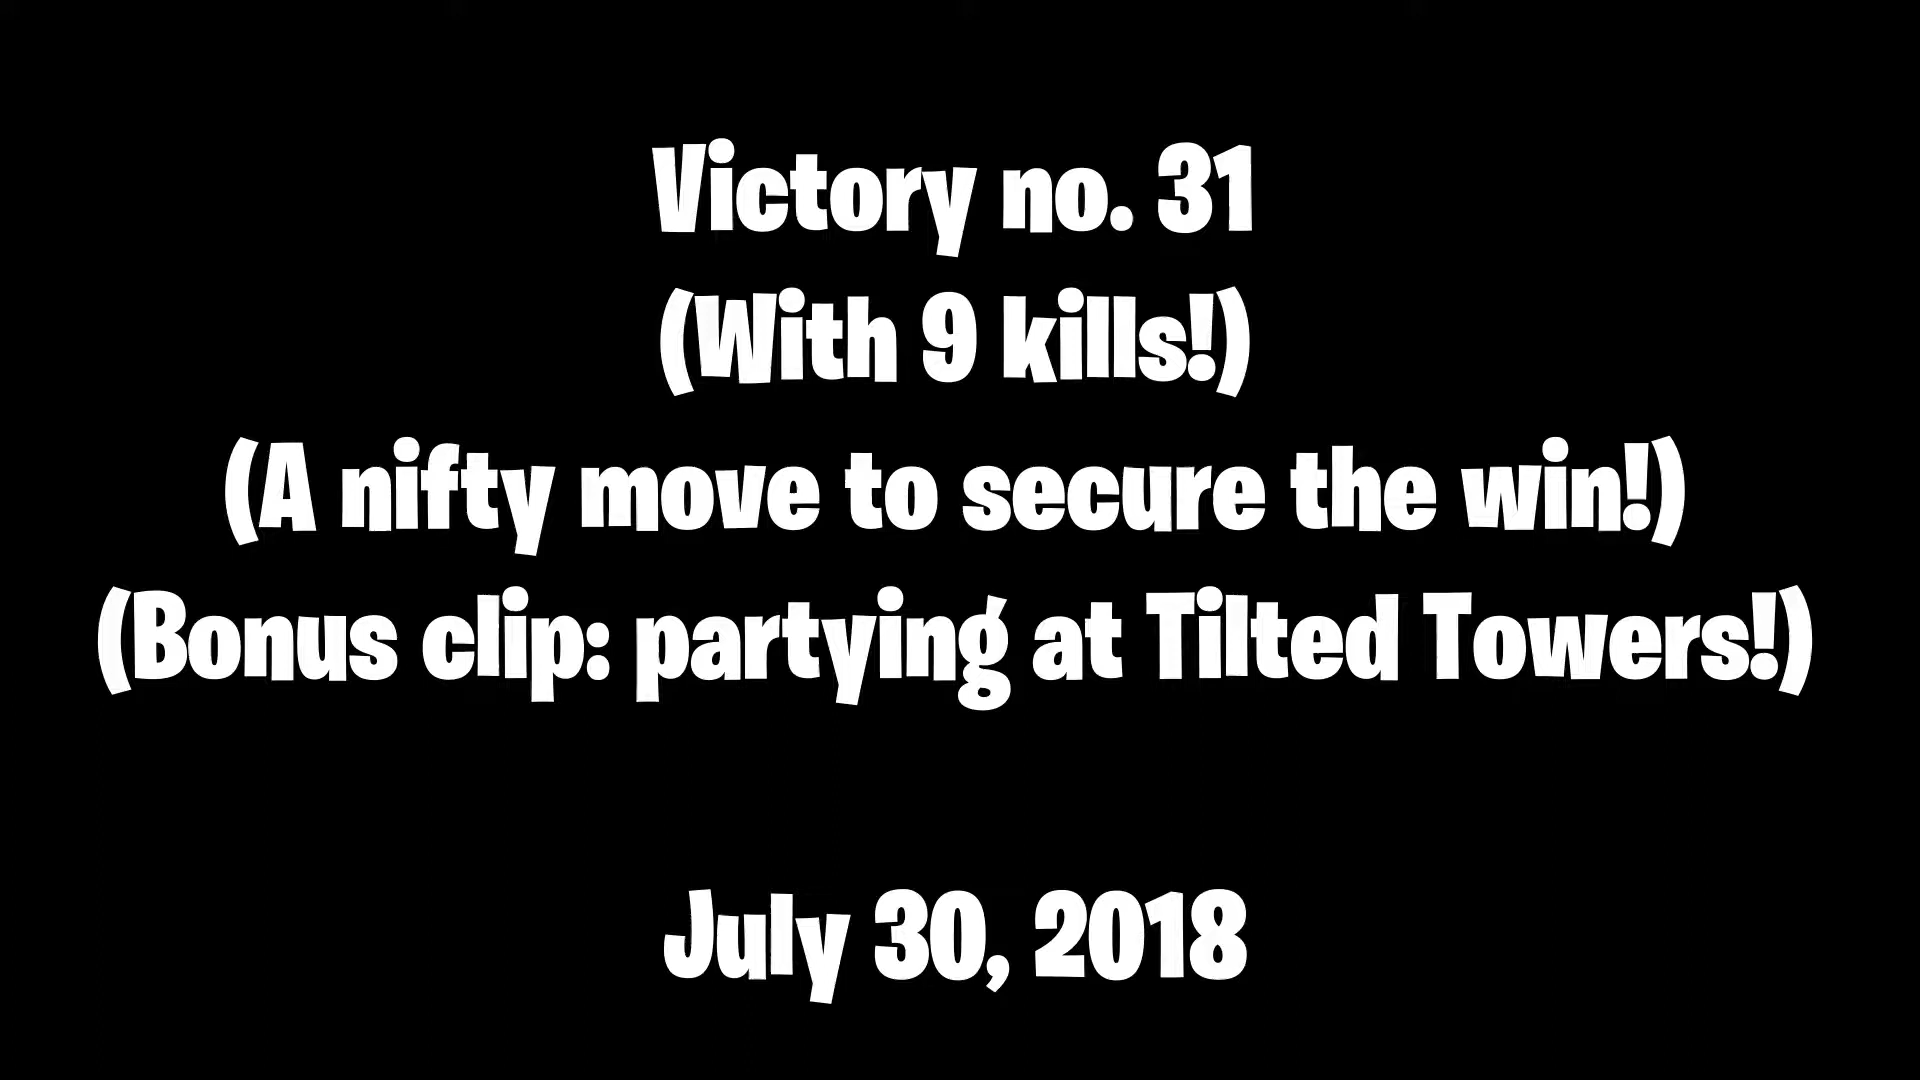 Victory no. 31
(With 9 kills!)
(A nifty move to secure the win!)
(Bonus clip: partying at Tilted Towers!)
July 30, 2018